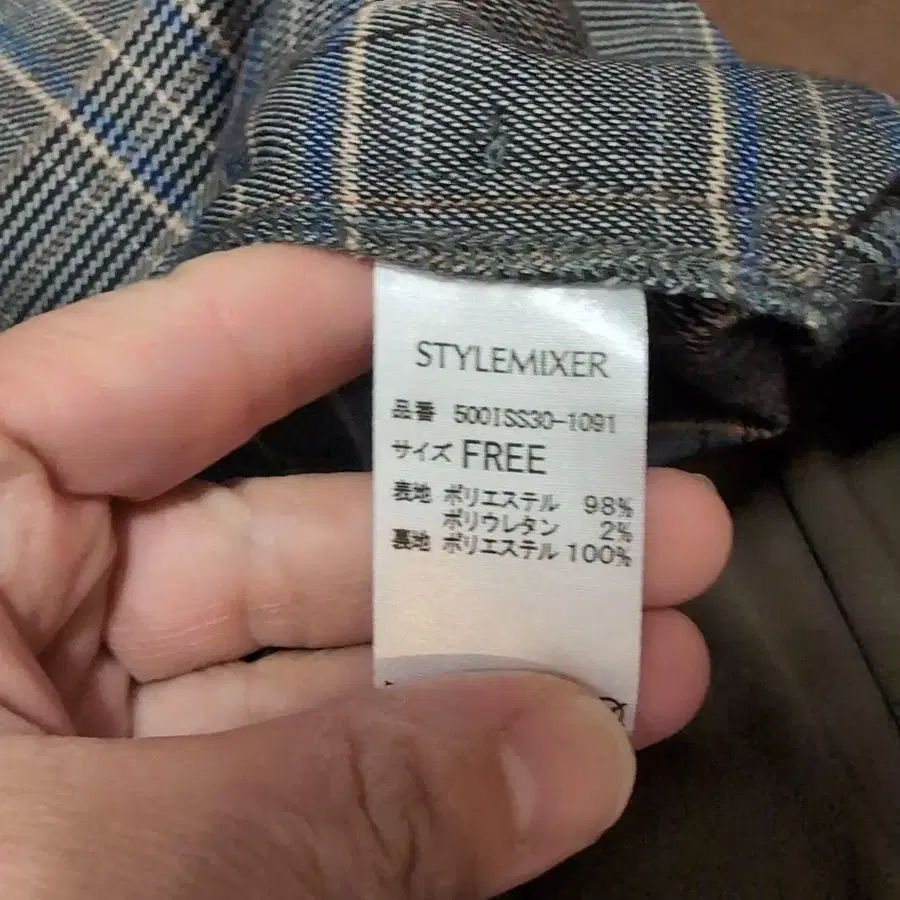 STYLEMIXER
品番 500ISS30-1091
サイズ FREE
表地 ポリエステル 98%
ポリウレタン 2%
裏地 ポリエステル 100%